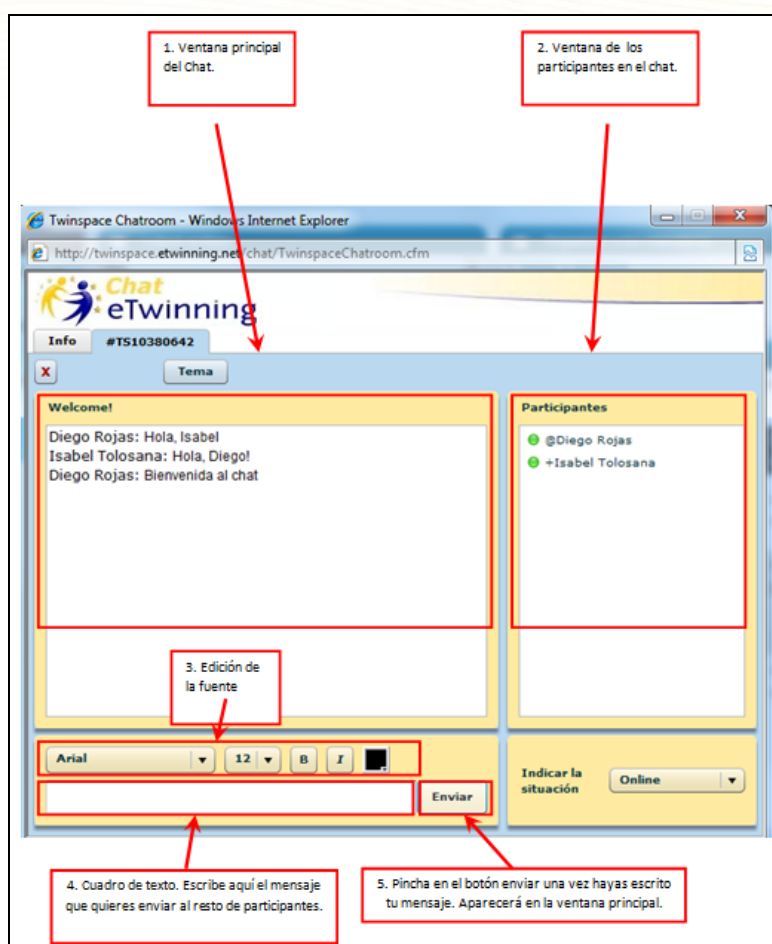 1. Ventana principal
del Chat.
2. Ventana de los
participantes en el chat.
Twinspace Chatroom - Windows Internet Explorer
X
http://twinspace.etwinning.net/chat/TwinspaceChatroom.cfm
Chat
eTwinning
Info
#TS10380642
X
Tema
Welcome!
Diego Rojas: Hola, Isabel
Isabel Tolosana: Hola, Diego!
Diego Rojas: Bienvenida al chat
Participantes
@Diego Rojas
+Isabel Tolosana
3. Edición de
la fuente
Arial
12
B
I
Enviar
Indicar la
situación
Online
4. Cuadro de texto. Escribe aquí el mensaje
que quieres enviar al resto de participantes.
5. Pincha en el botón enviar una vez hayas escrito
tu mensaje. Aparecerá en la ventana principal.